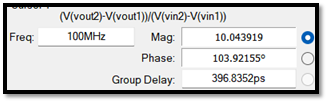 (V(vout2)-V(vout1))/(V(vin2)-V(vin1))
Freq: 100MHz Mag: 10.043919
Phase: 103.92155°
Group Delay: 396.8352ps